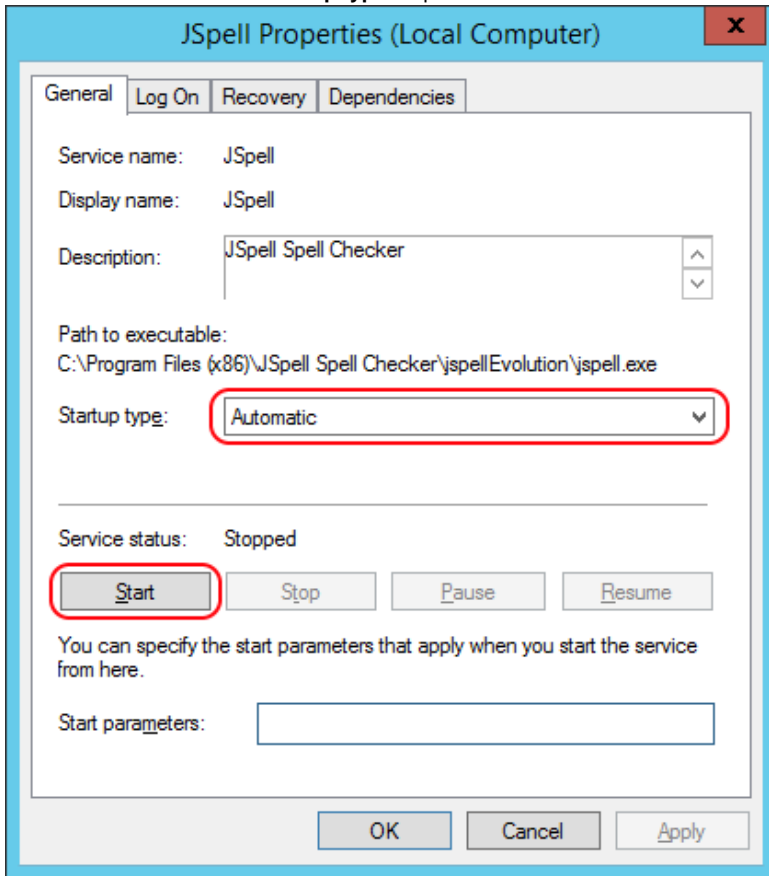 JSpell Properties (Local Computer)
x
General Log On Recovery Dependencies
Service name: JSpell
Display name: JSpell
Description: JSpell Spell Checker
Path to executable:
C:\Program Files (x86)\JSpell Spell Checker\jspellEvolution\jspell.exe
Startup type: Automatic
Service status: Stopped
Start Stop Pause Resume
You can specify the start parameters that apply when you start the service
from here.
Start parameters:
OK Cancel Apply